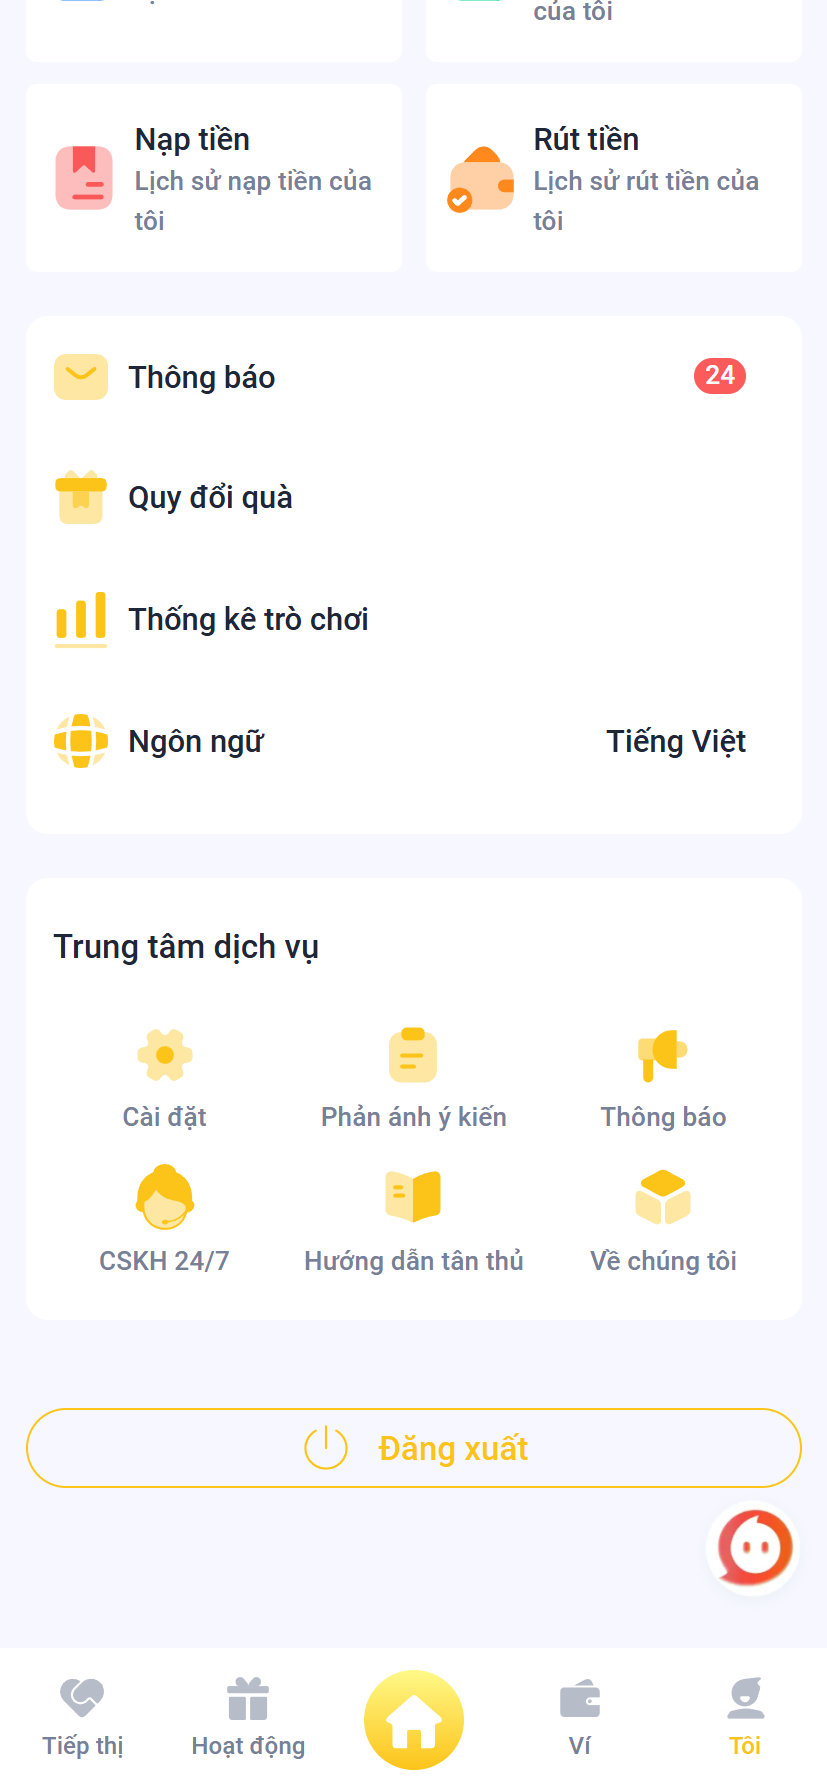 của tôi
Nạp tiền
Lịch sử nạp tiền của
tôi
Rút tiền
Lịch sử rút tiền của
tôi
Thông báo
24
Quy đổi quà
Thống kê trò chơi
Ngôn ngữ
Tiếng Việt
Trung tâm dịch vụ
Cài đặt
Phản ánh ý kiến
Thông báo
CSKH 24/7
Hướng dẫn tân thủ
Về chúng tôi
Đăng xuất
Tiếp thị
Hoạt động
Ví
Tôi